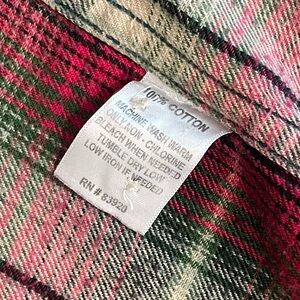 100% COTTON
MACHINE WASH WARM
ONLY NON- CHLORINE
BLEACH WHEN NEEDED
TUMBLE DRY LOW
LOW IRON IF NEEDED
RN # 83920